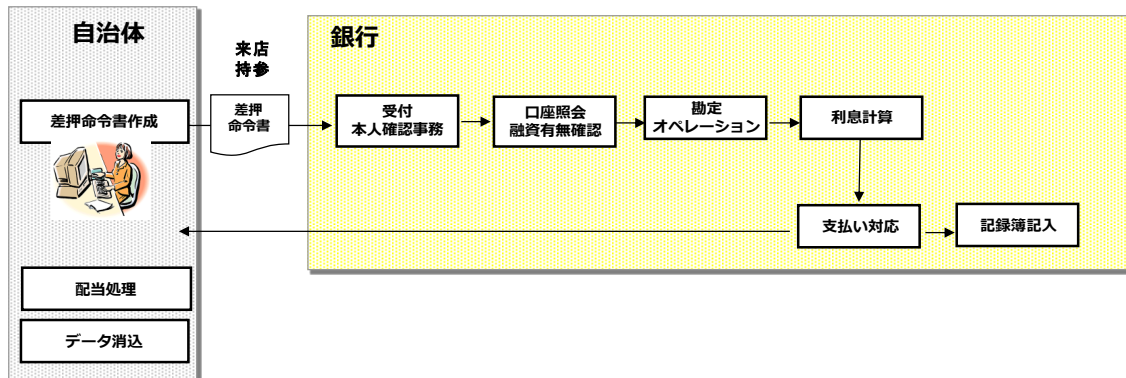 自治体
銀行
来店
持参
差押命令書作成
差押
命令書
受付
本人確認事務
口座照会
融資有無確認
勘定
オペレーション
利息計算
支払い対応
記録簿記入
配当処理
データ消込